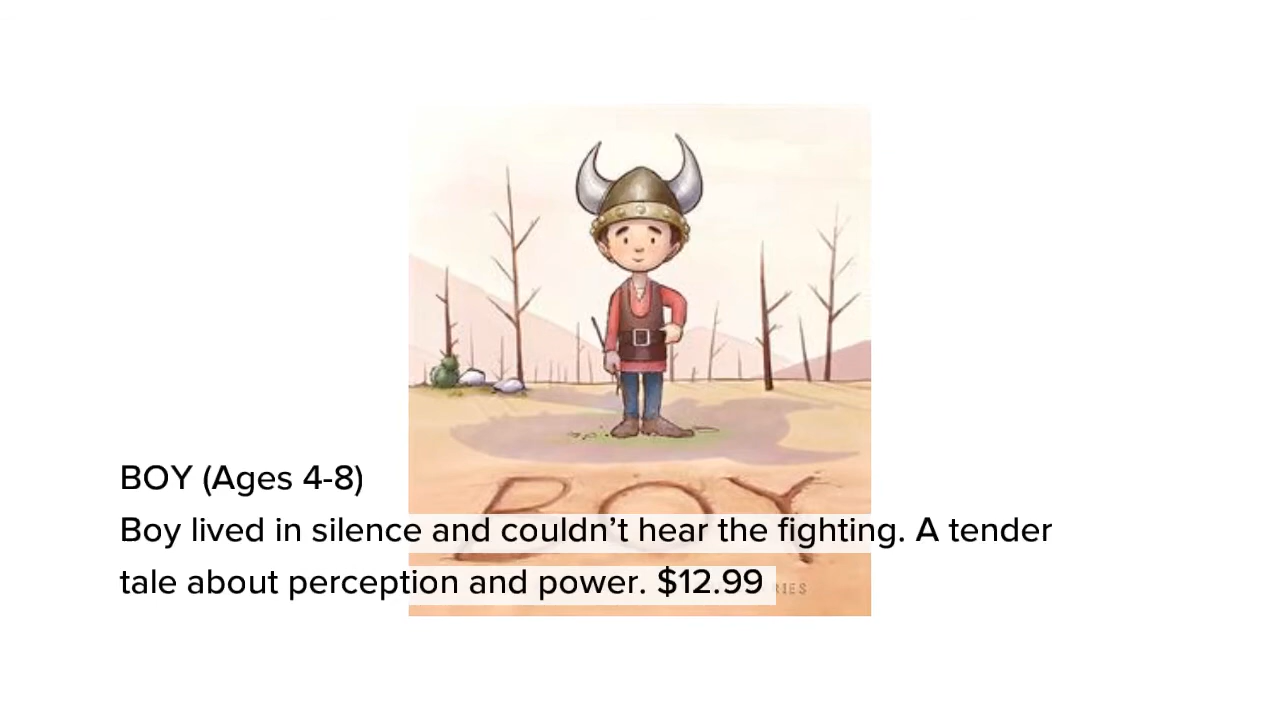 BOY (Ages 4-8)
BOY
Boy lived in silence and couldn’t hear the fighting. A tender
tale about perception and power. $12.99